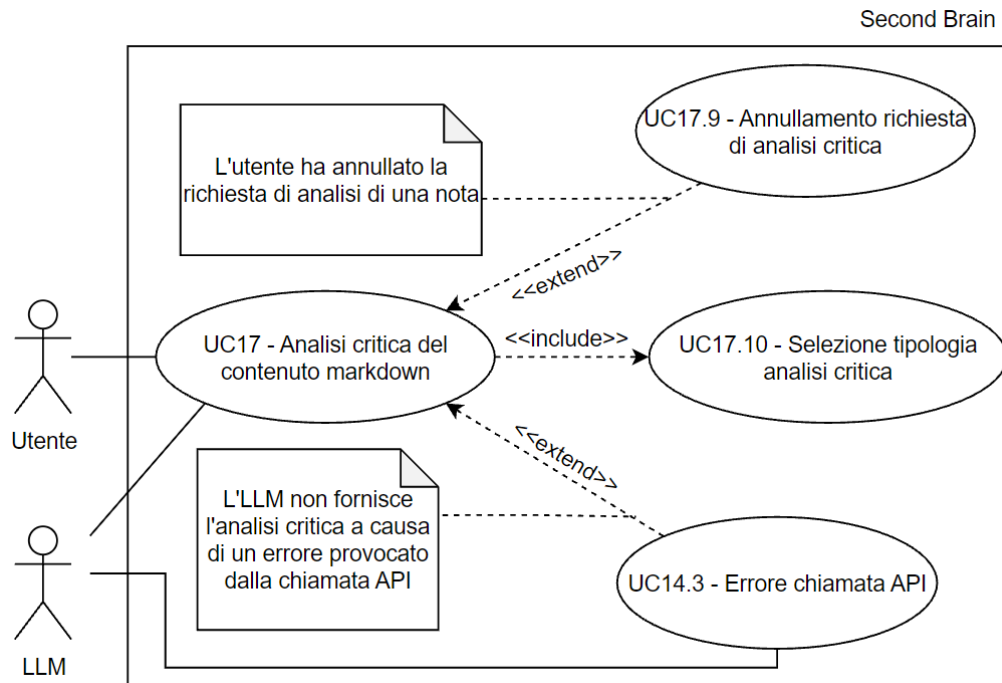 Second Brain
UC17.9 - Annullamento richiesta
di analisi critica
L'utente ha annullato la
richiesta di analisi di una nota
<<extend>>
UC17 - Analisi critica del
contenuto markdown
<<include>>
UC17.10 - Selezione tipologia
analisi critica
Utente
<<extend>>
L'LLM non fornisce
l'analisi critica a causa
di un errore provocato
dalla chiamata API
UC14.3 - Errore chiamata API
LLM